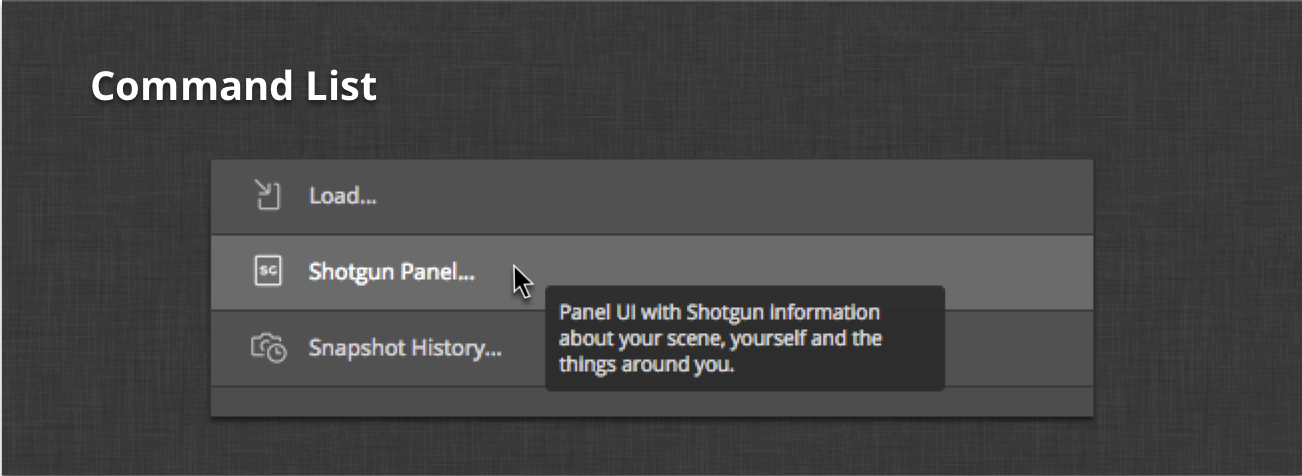 Command List
Load...
SG
Shotgun Panel...
Panel UI with Shotgun information
about your scene, yourself and the
things around you.
Snapshot History...